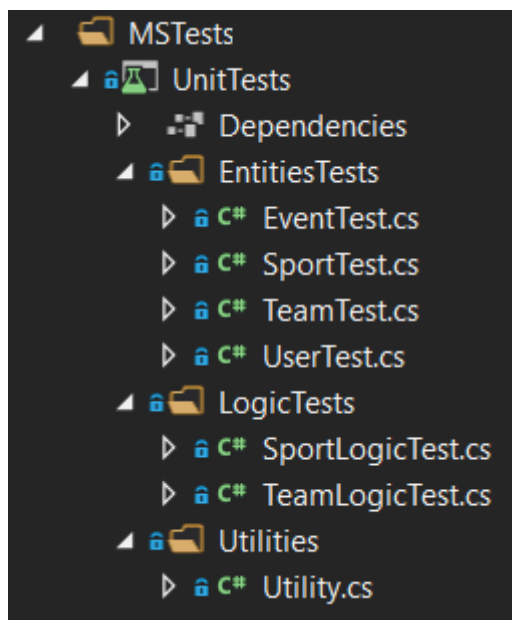 MSTests
UnitTests
Dependencies
EntitiesTests
C# EventTest.cs
C# SportTest.cs
C# TeamTest.cs
C# UserTest.cs
LogicTests
C# SportLogicTest.cs
C# TeamLogicTest.cs
Utilities
C# Utility.cs